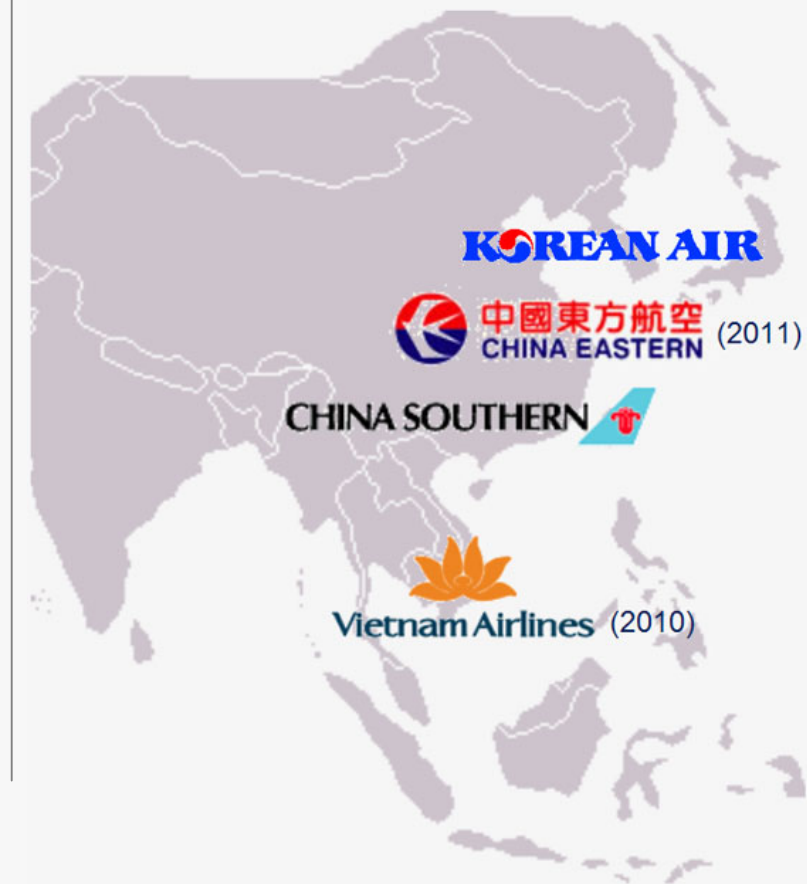 KOREAN AIR
中國東方航空
CHINA EASTERN (2011)
CHINA SOUTHERN
Vietnam Airlines (2010)